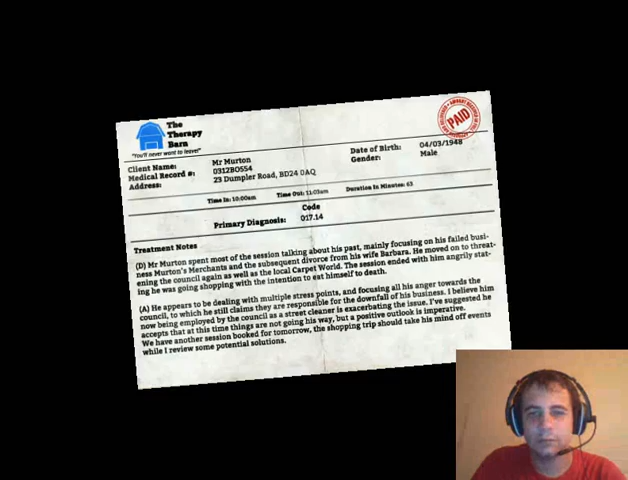 The
Therapy
Barn
"You'll never want to leave!"
PAID
Client Name: Mr Murton
Medical Record #: 0312B0554
Address: 23 Dumpler Road, BD24 0AQ
Date of Birth: 04/03/1948
Gender: Male
Time In: 10:00am Time Out: 11:03am Duration In Minutes: 63
Code
Primary Diagnosis: 017.14
Treatment Notes
(D) Mr Murton spent most of the session talking about his past, mainly focusing on his failed busi-
ness Murton's Merchants and the subsequent divorce from his wife Barbara. He moved on to threat-
ening the council again as well as the local Carpet World. The session ended with him angrily stat-
ing he was going shopping with the intention to eat himself to death.
(A) He appears to be dealing with multiple stress points, and focusing all his anger towards the
council, to which he still claims they are responsible for the downfall of his business. I believe him
now being employed by the council as a street cleaner is exacerbating the issue. I've suggested he
accepts that at this time things are not going his way, but a positive outlook is imperative.
We have another session booked for tomorrow, the shopping trip should take his mind off events
while I review some potential solutions.